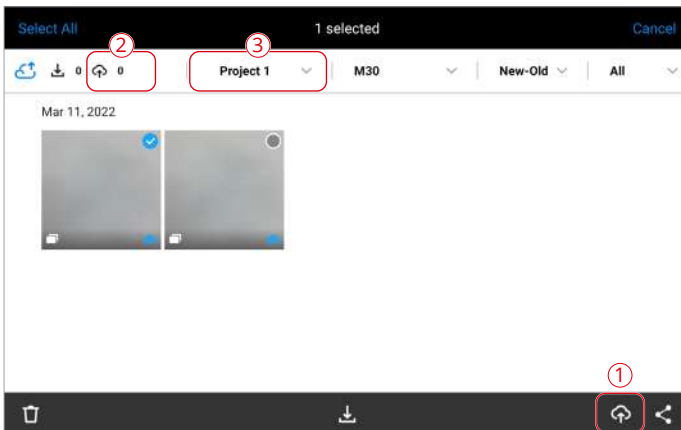 Select All 1 selected Cancel
② ③
0 0 Project 1 M30 New-Old All
Mar 11, 2022
①